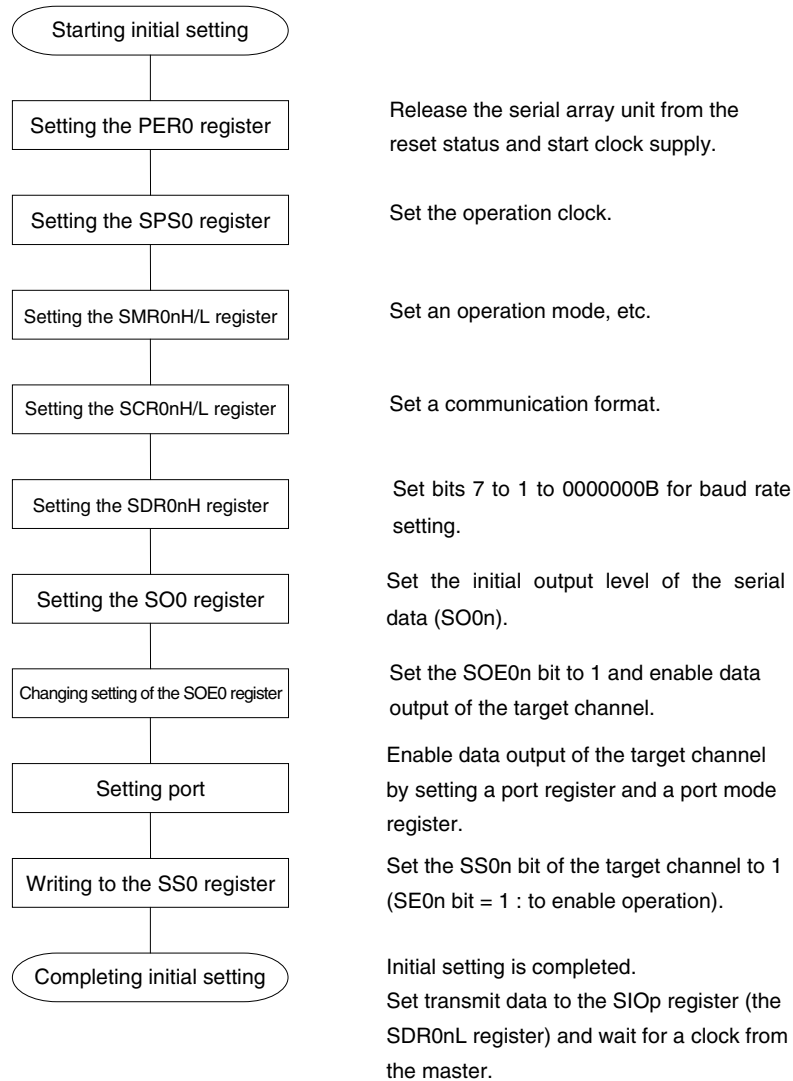 Starting initial setting
Setting the PER0 register
Release the serial array unit from the
reset status and start clock supply.
Setting the SPS0 register
Set the operation clock.
Setting the SMR0nH/L register
Set an operation mode, etc.
Setting the SCR0nH/L register
Set a communication format.
Setting the SDR0nH register
Set bits 7 to 1 to 0000000B for baud rate
setting.
Setting the SO0 register
Set the initial output level of the serial
data (SO0n).
Changing setting of the SOE0 register
Set the SOE0n bit to 1 and enable data
output of the target channel.
Setting port
Enable data output of the target channel
by setting a port register and a port mode
register.
Writing to the SS0 register
Set the SS0n bit of the target channel to 1
(SE0n bit = 1 : to enable operation).
Completing initial setting
Initial setting is completed.
Set transmit data to the SIOp register (the
SDR0nL register) and wait for a clock from
the master.